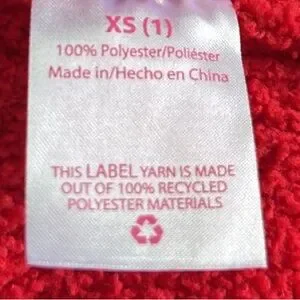 XS (1)
100% Polyester/Poliéster
Made in/Hecho en China
THIS LABEL YARN IS MADE
OUT OF 100% RECYCLED
POLYESTER MATERIALS